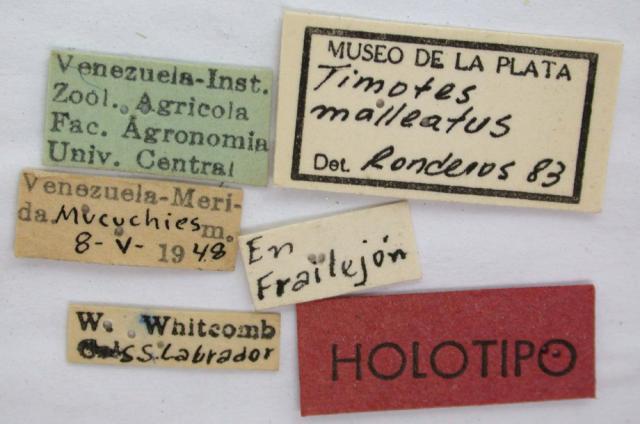 Venezuela-Inst.
Zoól. Agricola
Fac. Agronomia
Univ. Central
MUSEO DE LA PLATA
Timotes
malleatus
Det. Ronderos 83
Venezuela-Meri-
da. Mucuchies m.
8-V-1948
En
Frailejón
W. Whitcomb
S. Labrador
HOLOTIPO